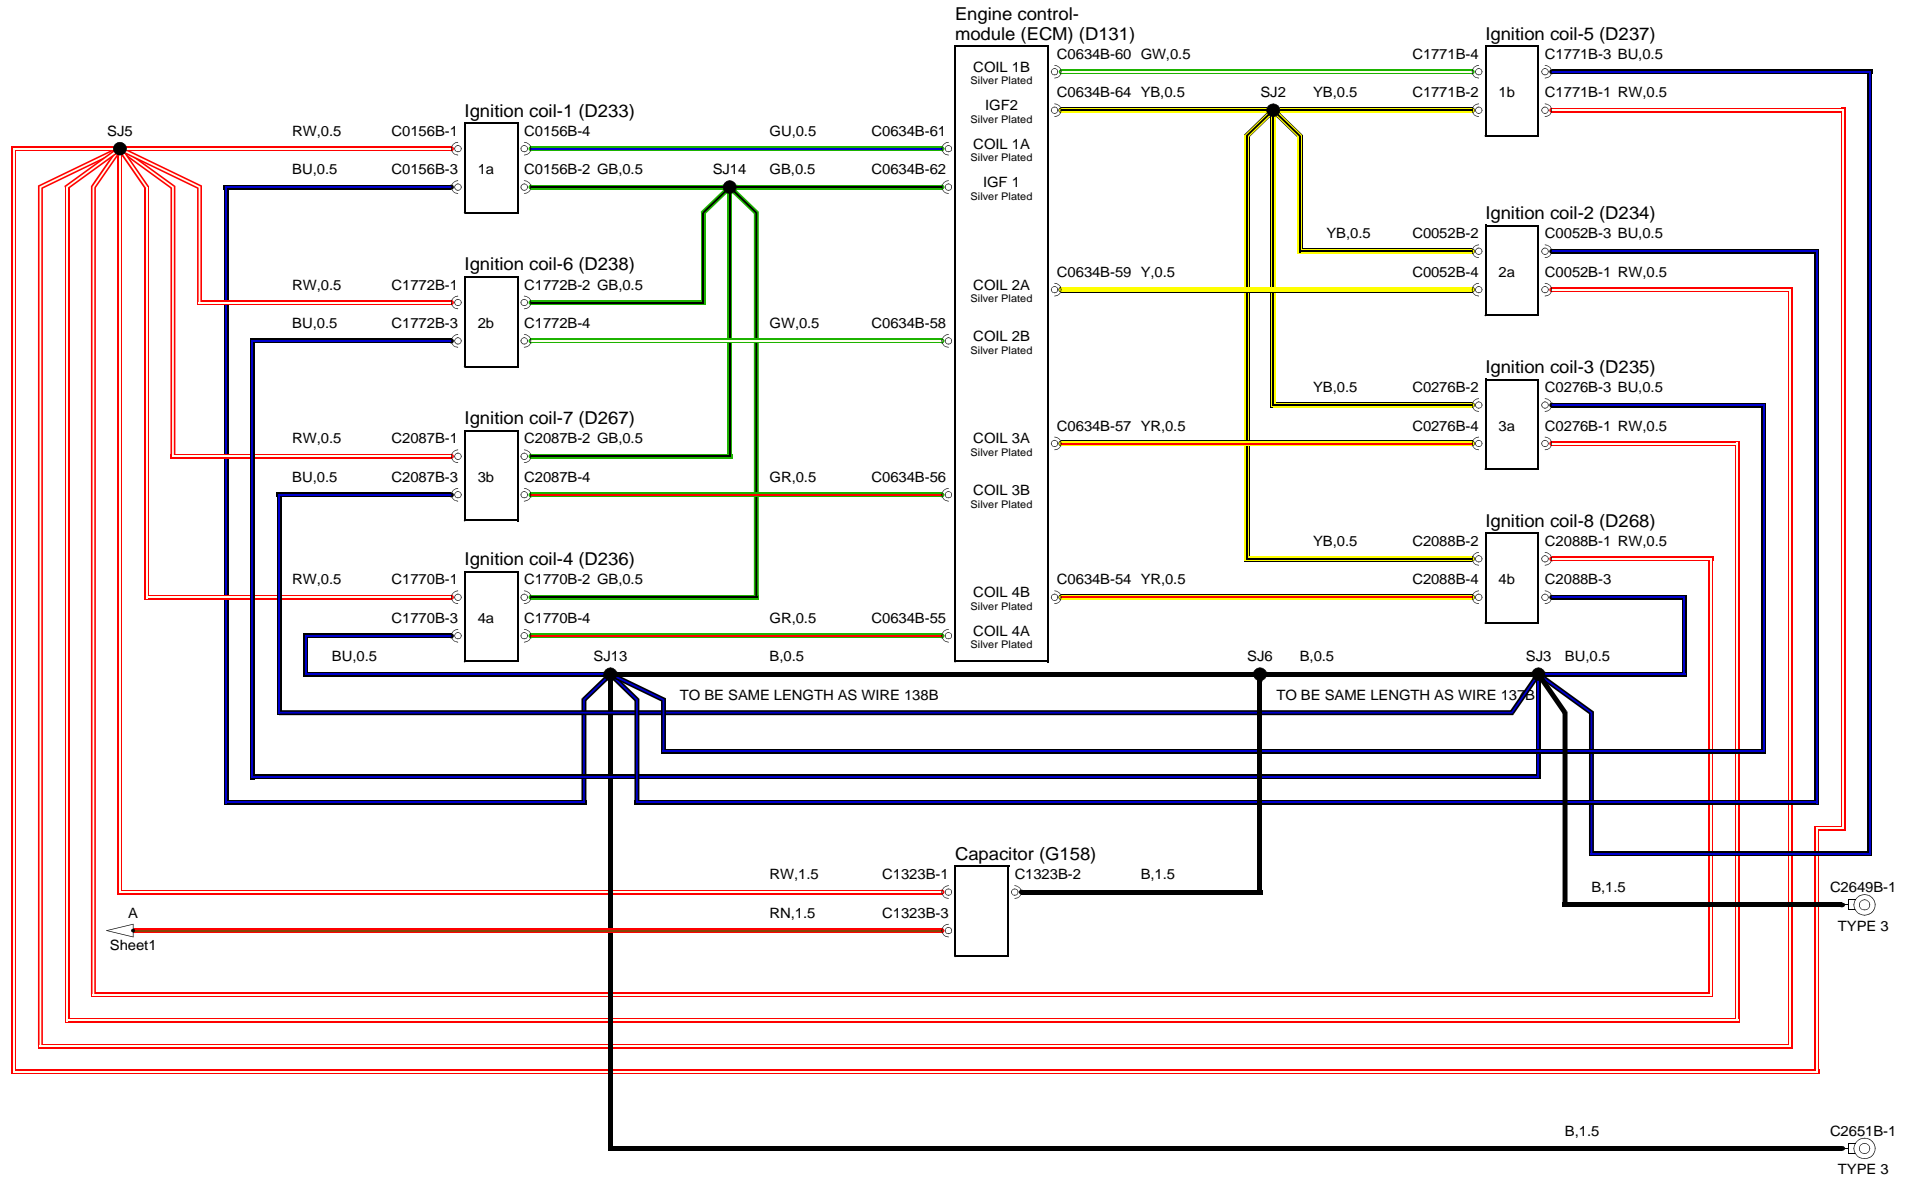 Engine control-
module (ECM) (D131)
COIL 1B
Silver Plated
IGF2
Silver Plated
COIL 1A
Silver Plated
IGF 1
Silver Plated
COIL 2A
Silver Plated
COIL 2B
Silver Plated
COIL 3A
Silver Plated
COIL 3B
Silver Plated
COIL 4B
Silver Plated
COIL 4A
Silver Plated
SJ5
Ignition coil-1 (D233)
RW,0.5 C0156B-1 C0156B-4 GU,0.5 C0634B-61
BU,0.5 C0156B-3 1a C0156B-2 GB,0.5 SJ14 GB,0.5 C0634B-62
Ignition coil-6 (D238)
RW,0.5 C1772B-1 C1772B-2 GB,0.5
BU,0.5 C1772B-3 2b C1772B-4 GW,0.5 C0634B-58
Ignition coil-7 (D267)
RW,0.5 C2087B-1 C2087B-2 GB,0.5
BU,0.5 C2087B-3 3b C2087B-4 GR,0.5 C0634B-56
Ignition coil-4 (D236)
RW,0.5 C1770B-1 C1770B-2 GB,0.5
C1770B-3 4a C1770B-4 GR,0.5 C0634B-55
BU,0.5
Ignition coil-5 (D237)
C0634B-60 GW,0.5 C1771B-4 C1771B-3 BU,0.5
C0634B-64 YB,0.5 SJ2 YB,0.5 C1771B-2 1b C1771B-1 RW,0.5
Ignition coil-2 (D234)
YB,0.5 C0052B-2 C0052B-3 BU,0.5
C0634B-59 Y,0.5 C0052B-4 2a C0052B-1 RW,0.5
Ignition coil-3 (D235)
YB,0.5 C0276B-2 C0276B-3 BU,0.5
C0634B-57 YR,0.5 C0276B-4 3a C0276B-1 RW,0.5
Ignition coil-8 (D268)
YB,0.5 C2088B-2 C2088B-1 RW,0.5
C0634B-54 YR,0.5 C2088B-4 4b C2088B-3
SJ13 B,0.5 SJ6 B,0.5 SJ3 BU,0.5
TO BE SAME LENGTH AS WIRE 138B
TO BE SAME LENGTH AS WIRE 137B
Capacitor (G158)
RW,1.5 C1323B-1 C1323B-2 B,1.5
RN,1.5 C1323B-3
A
Sheet1
B,1.5 C2649B-1
TYPE 3
B,1.5 C2651B-1
TYPE 3